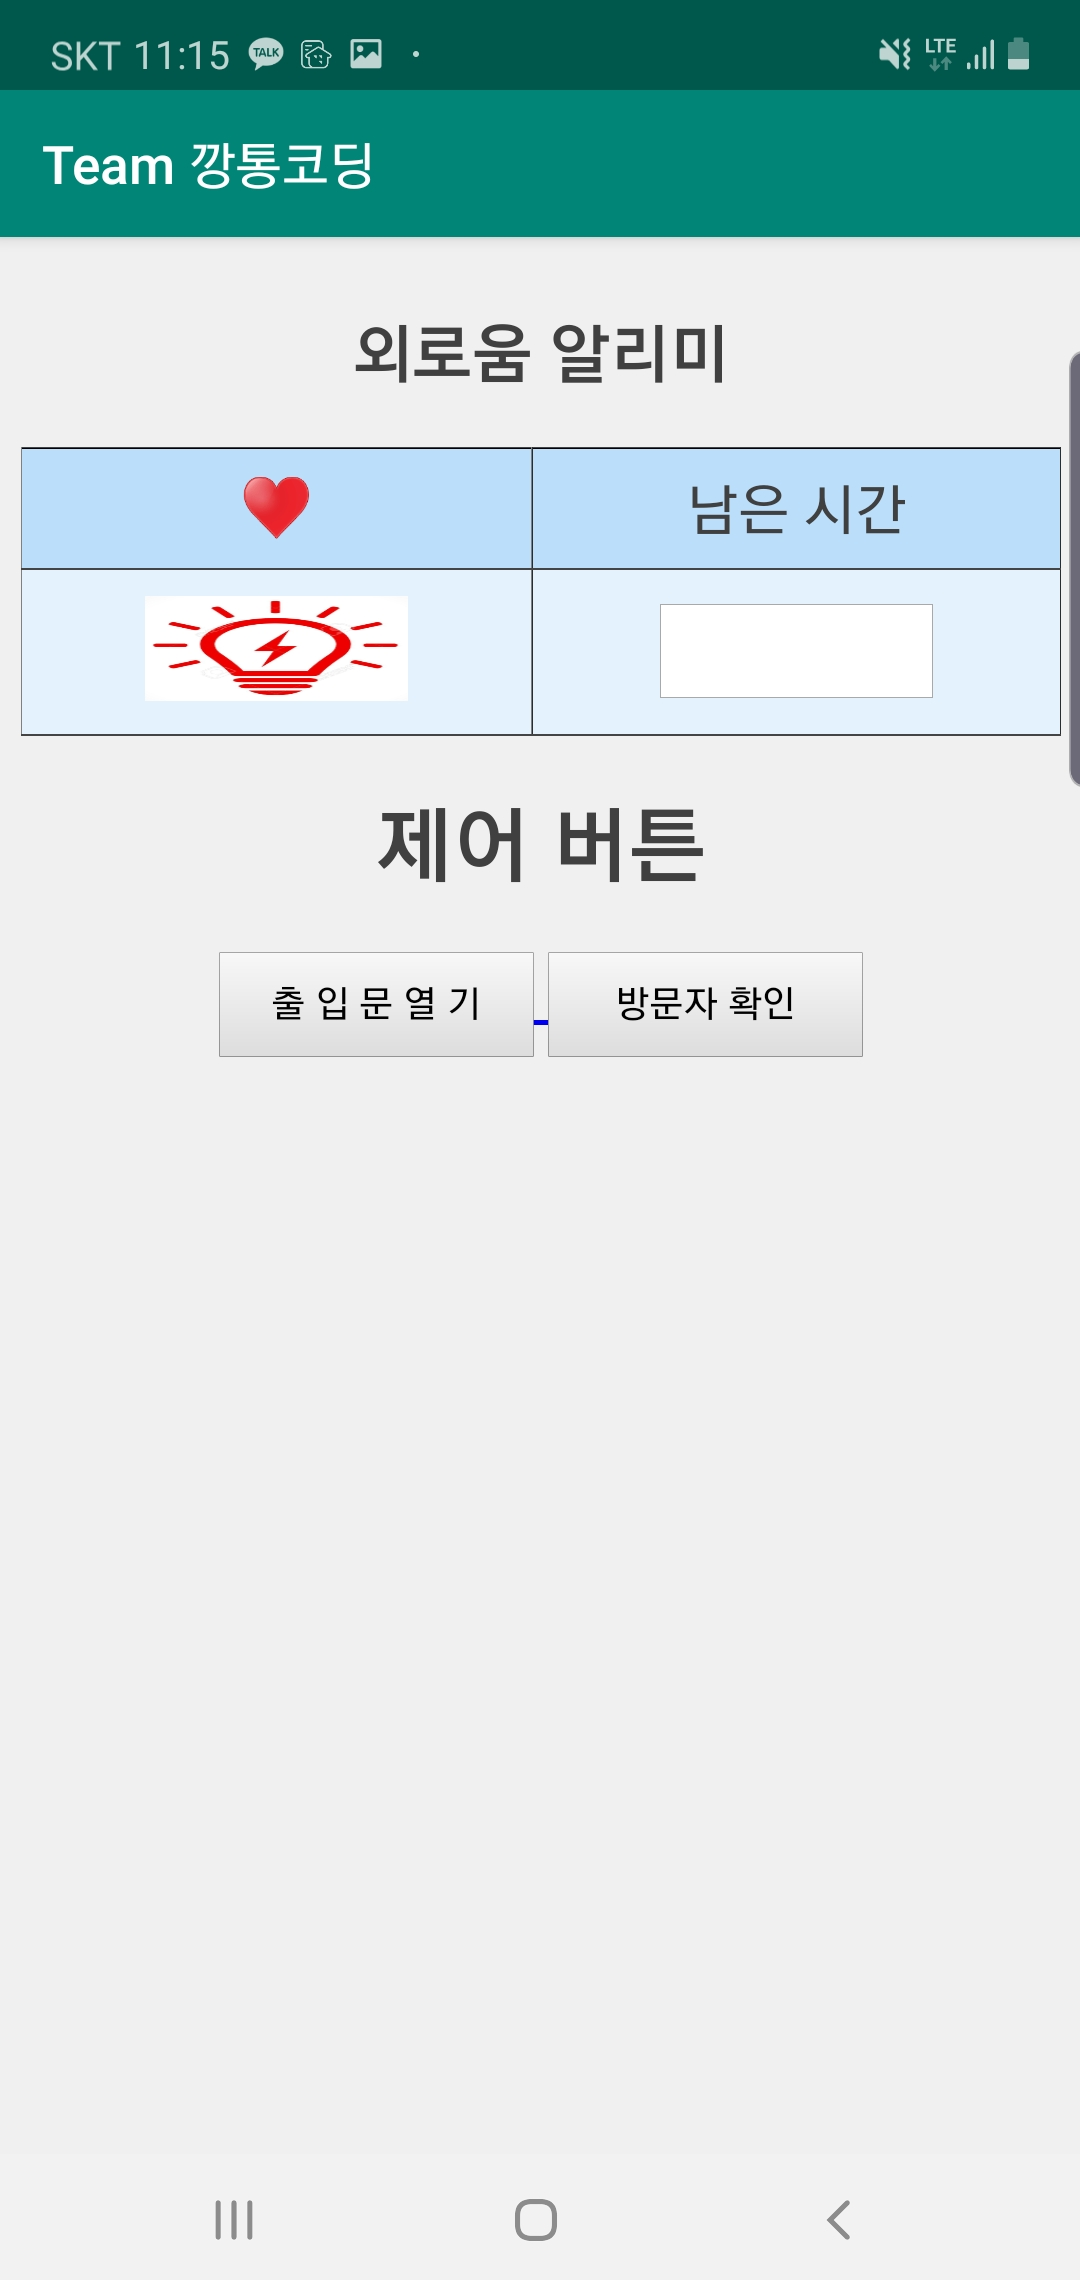 SKT 11:15 TALK LTE
Team 깡통코딩
외로움 알리미
남은 시간
제어 버튼
출 입 문 열 기 방문자 확인